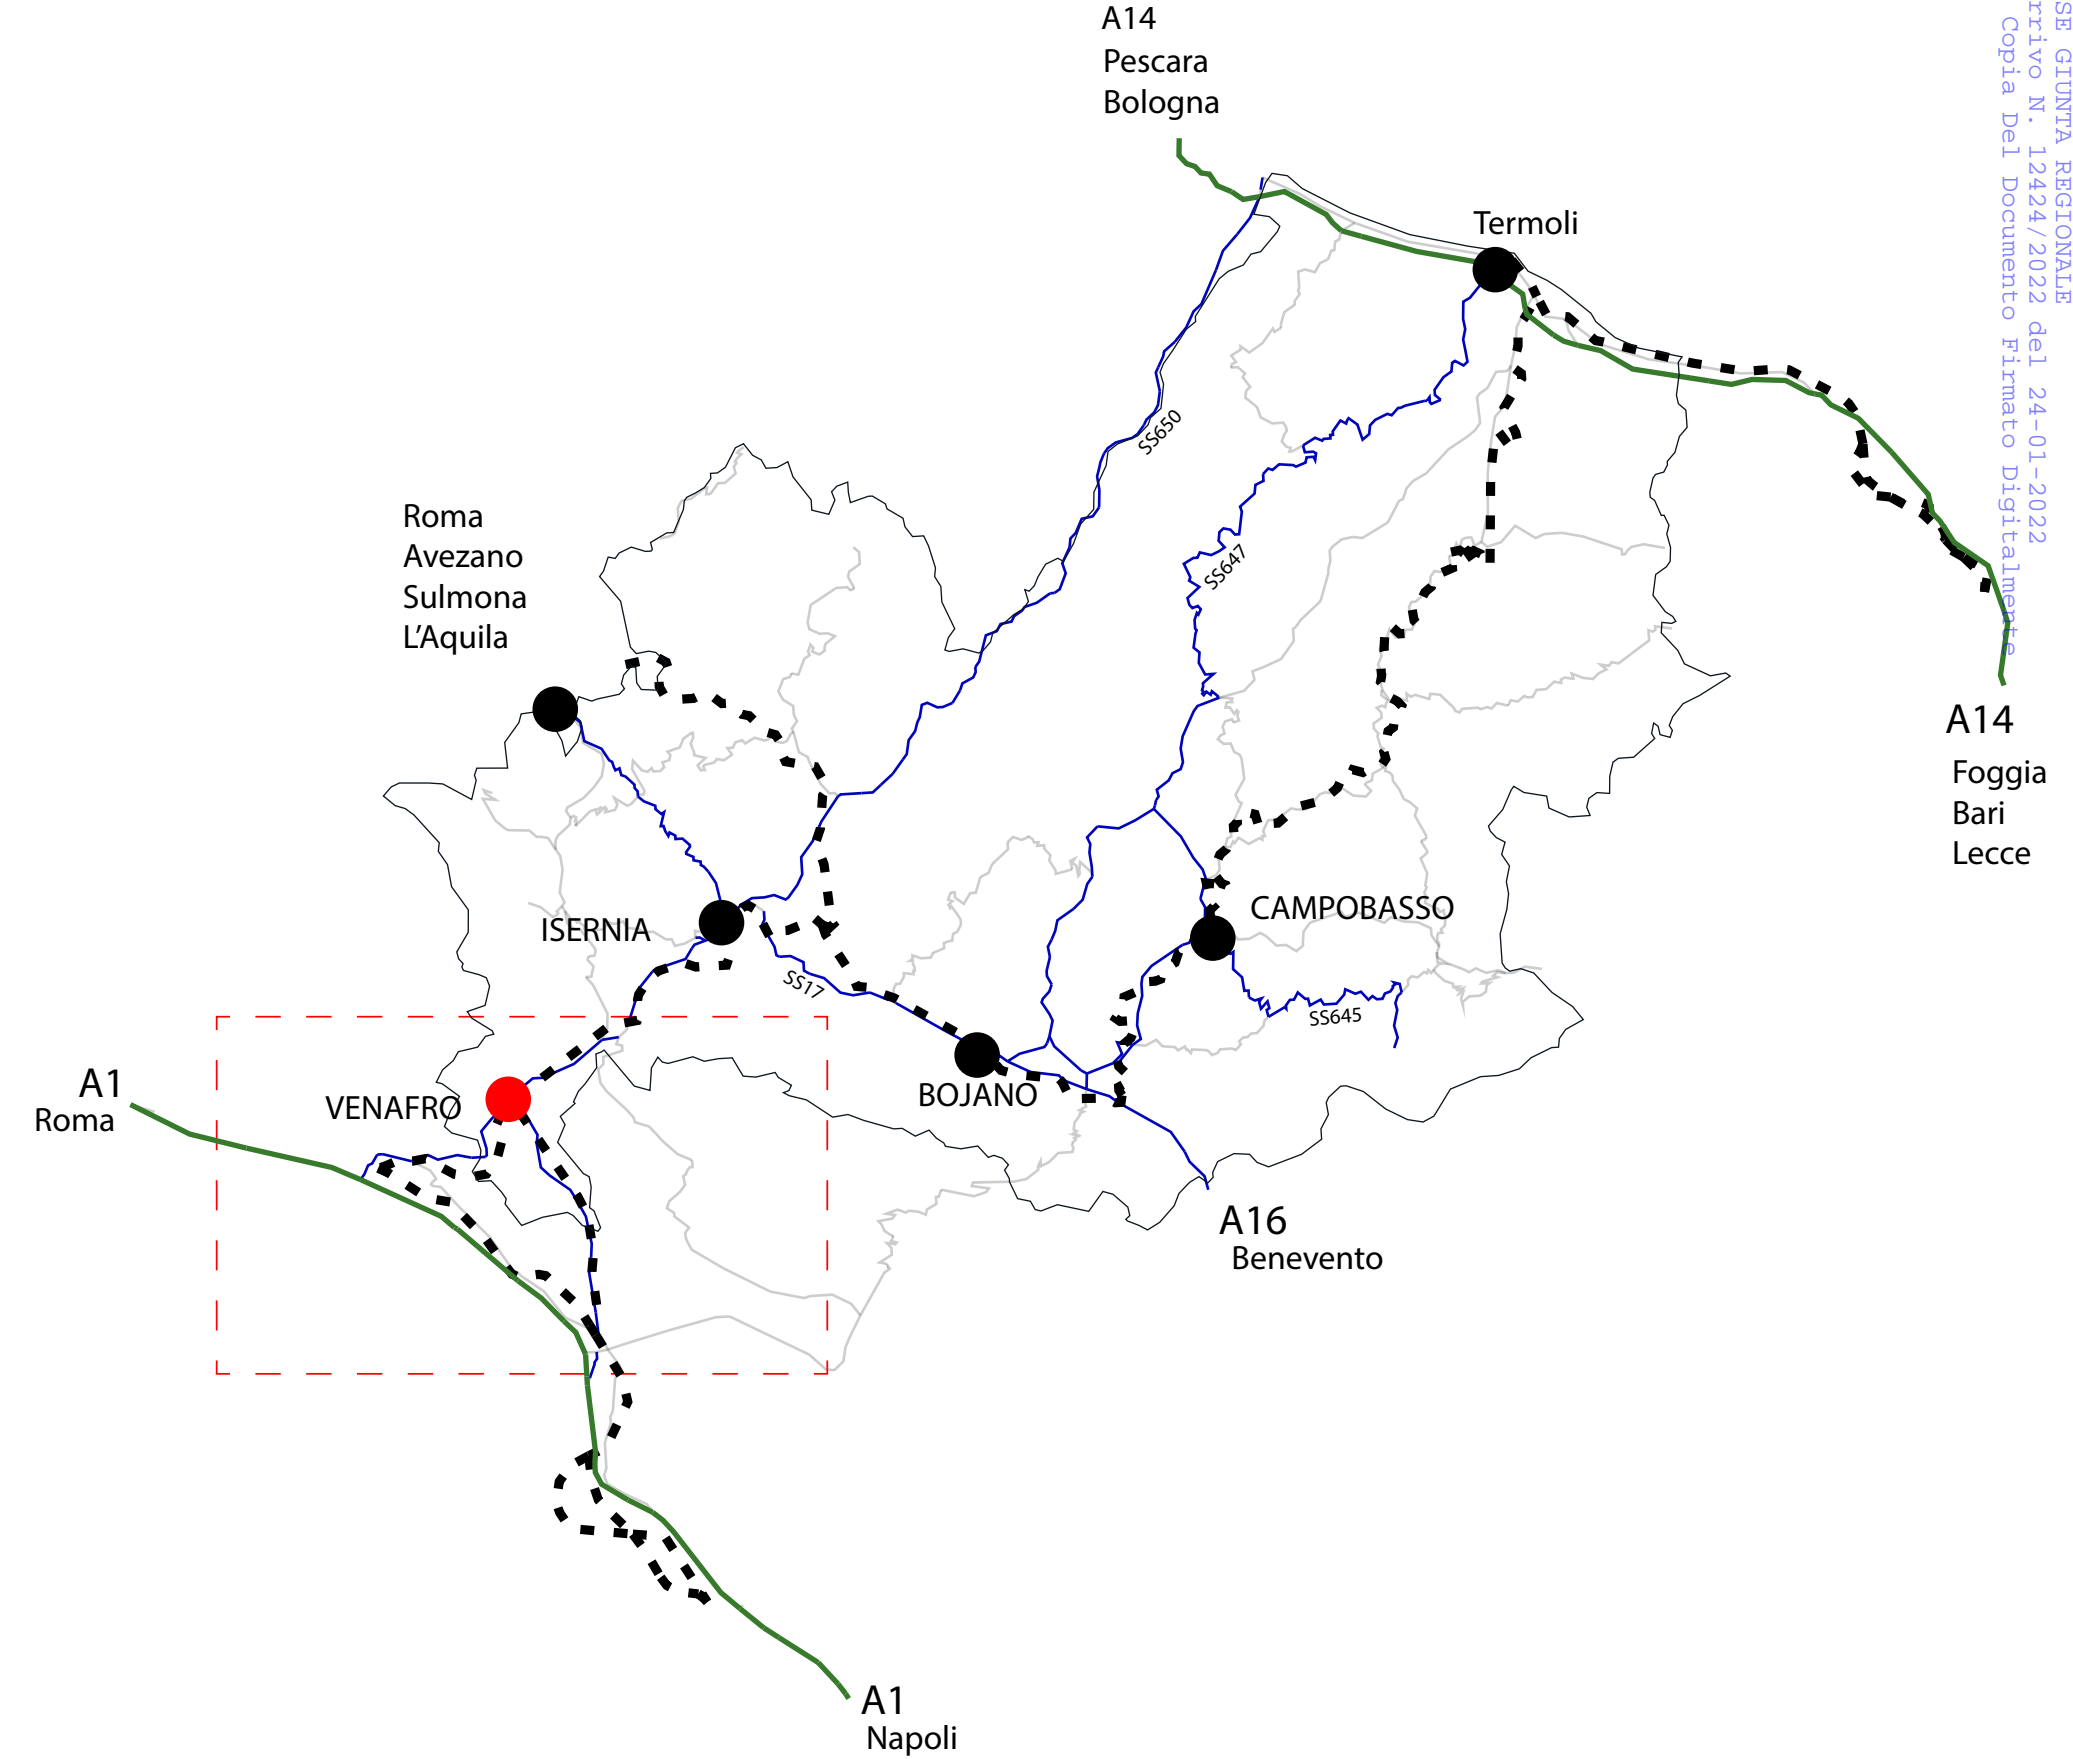 A14
Pescara
Bologna
SE GIUNTA REGIONALE
rrivo N. 12424/2022 del 24-01-2022
Copia Del Documento Firmato Digitalmente
Termoli
SS650
Roma
Avezano
Sulmona
L'Aquila
SS647
A14
Foggia
Bari
Lecce
CAMPOBASSO
ISERNIA
SS17
SS645
A1
Roma
VENAFRO
BOJANO
A16
Benevento
A1
Napoli